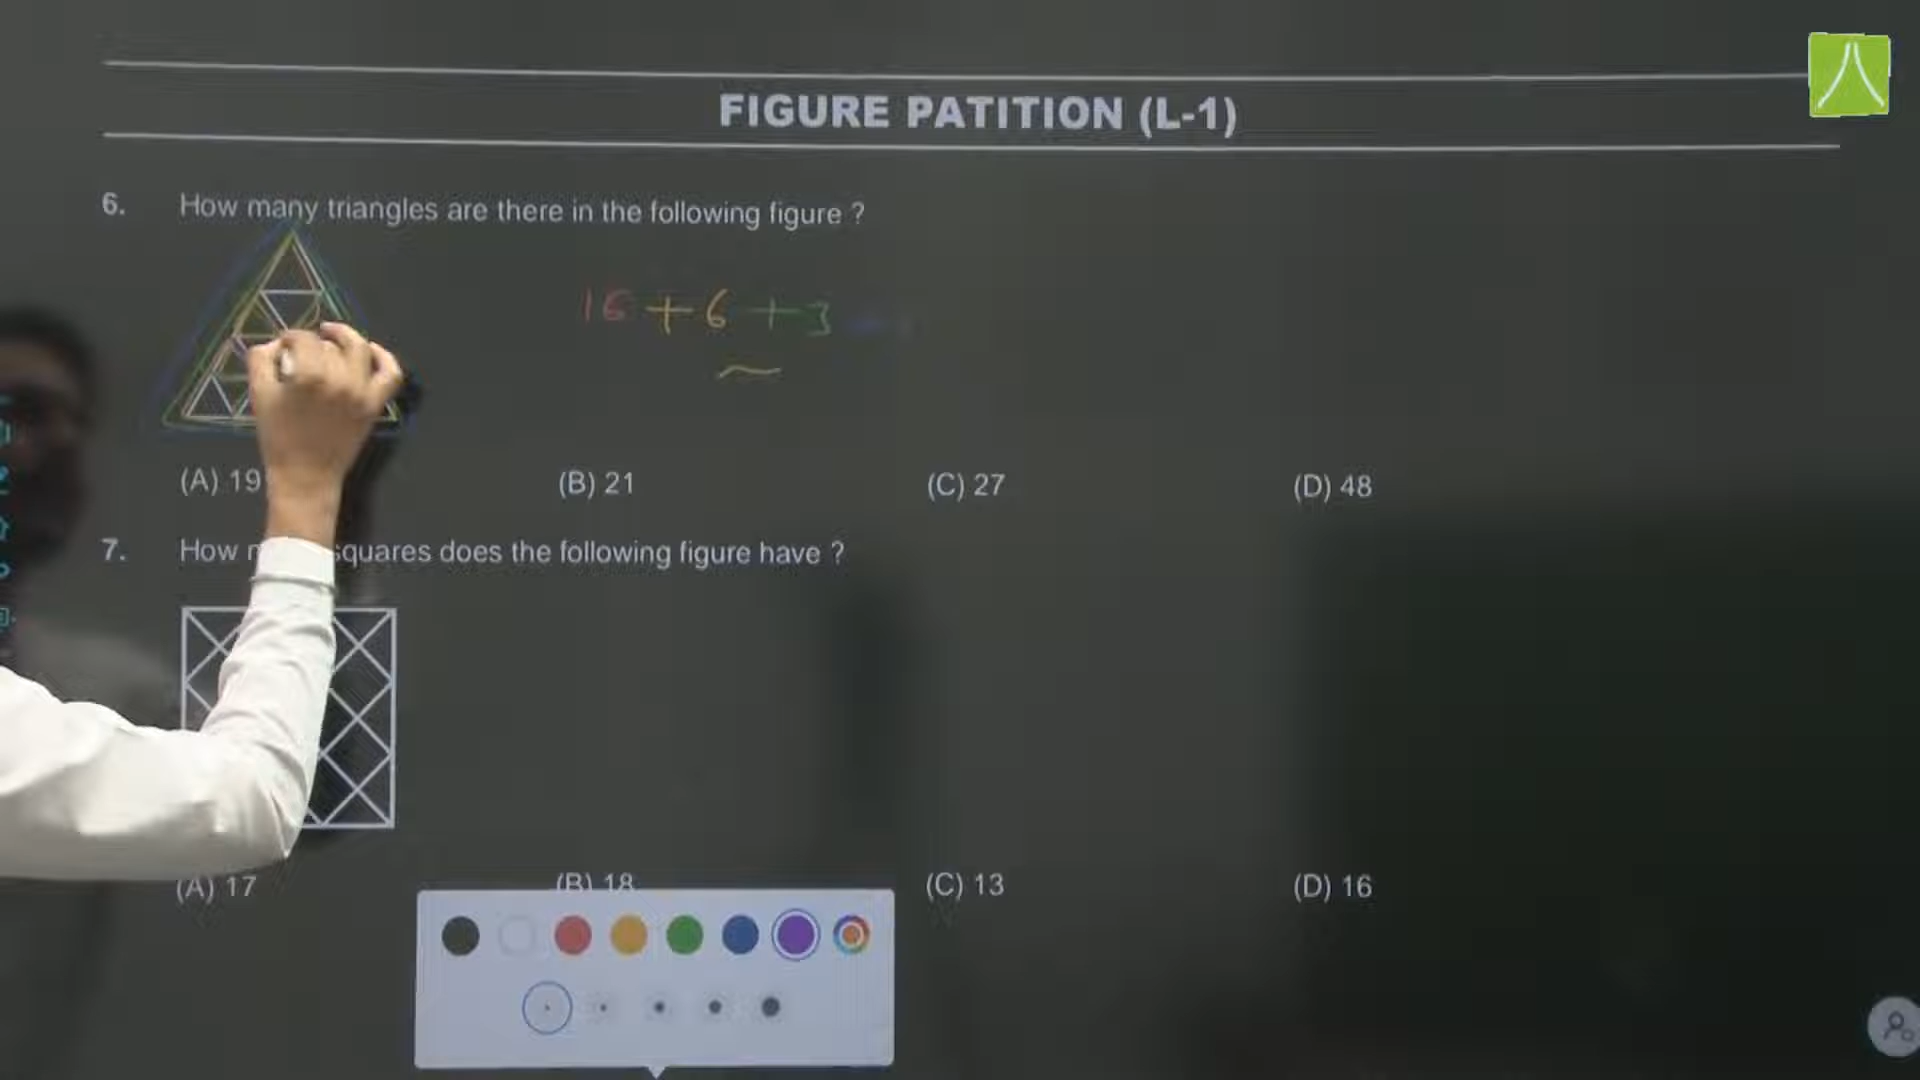 FIGURE PATITION (L-1)
6. How many triangles are there in the following figure ?
16 + 6 + 3
(A) 19 (B) 21 (C) 27 (D) 48
7. How squares does the following figure have ?
(A) 17 (B) 18 (C) 13 (D) 16